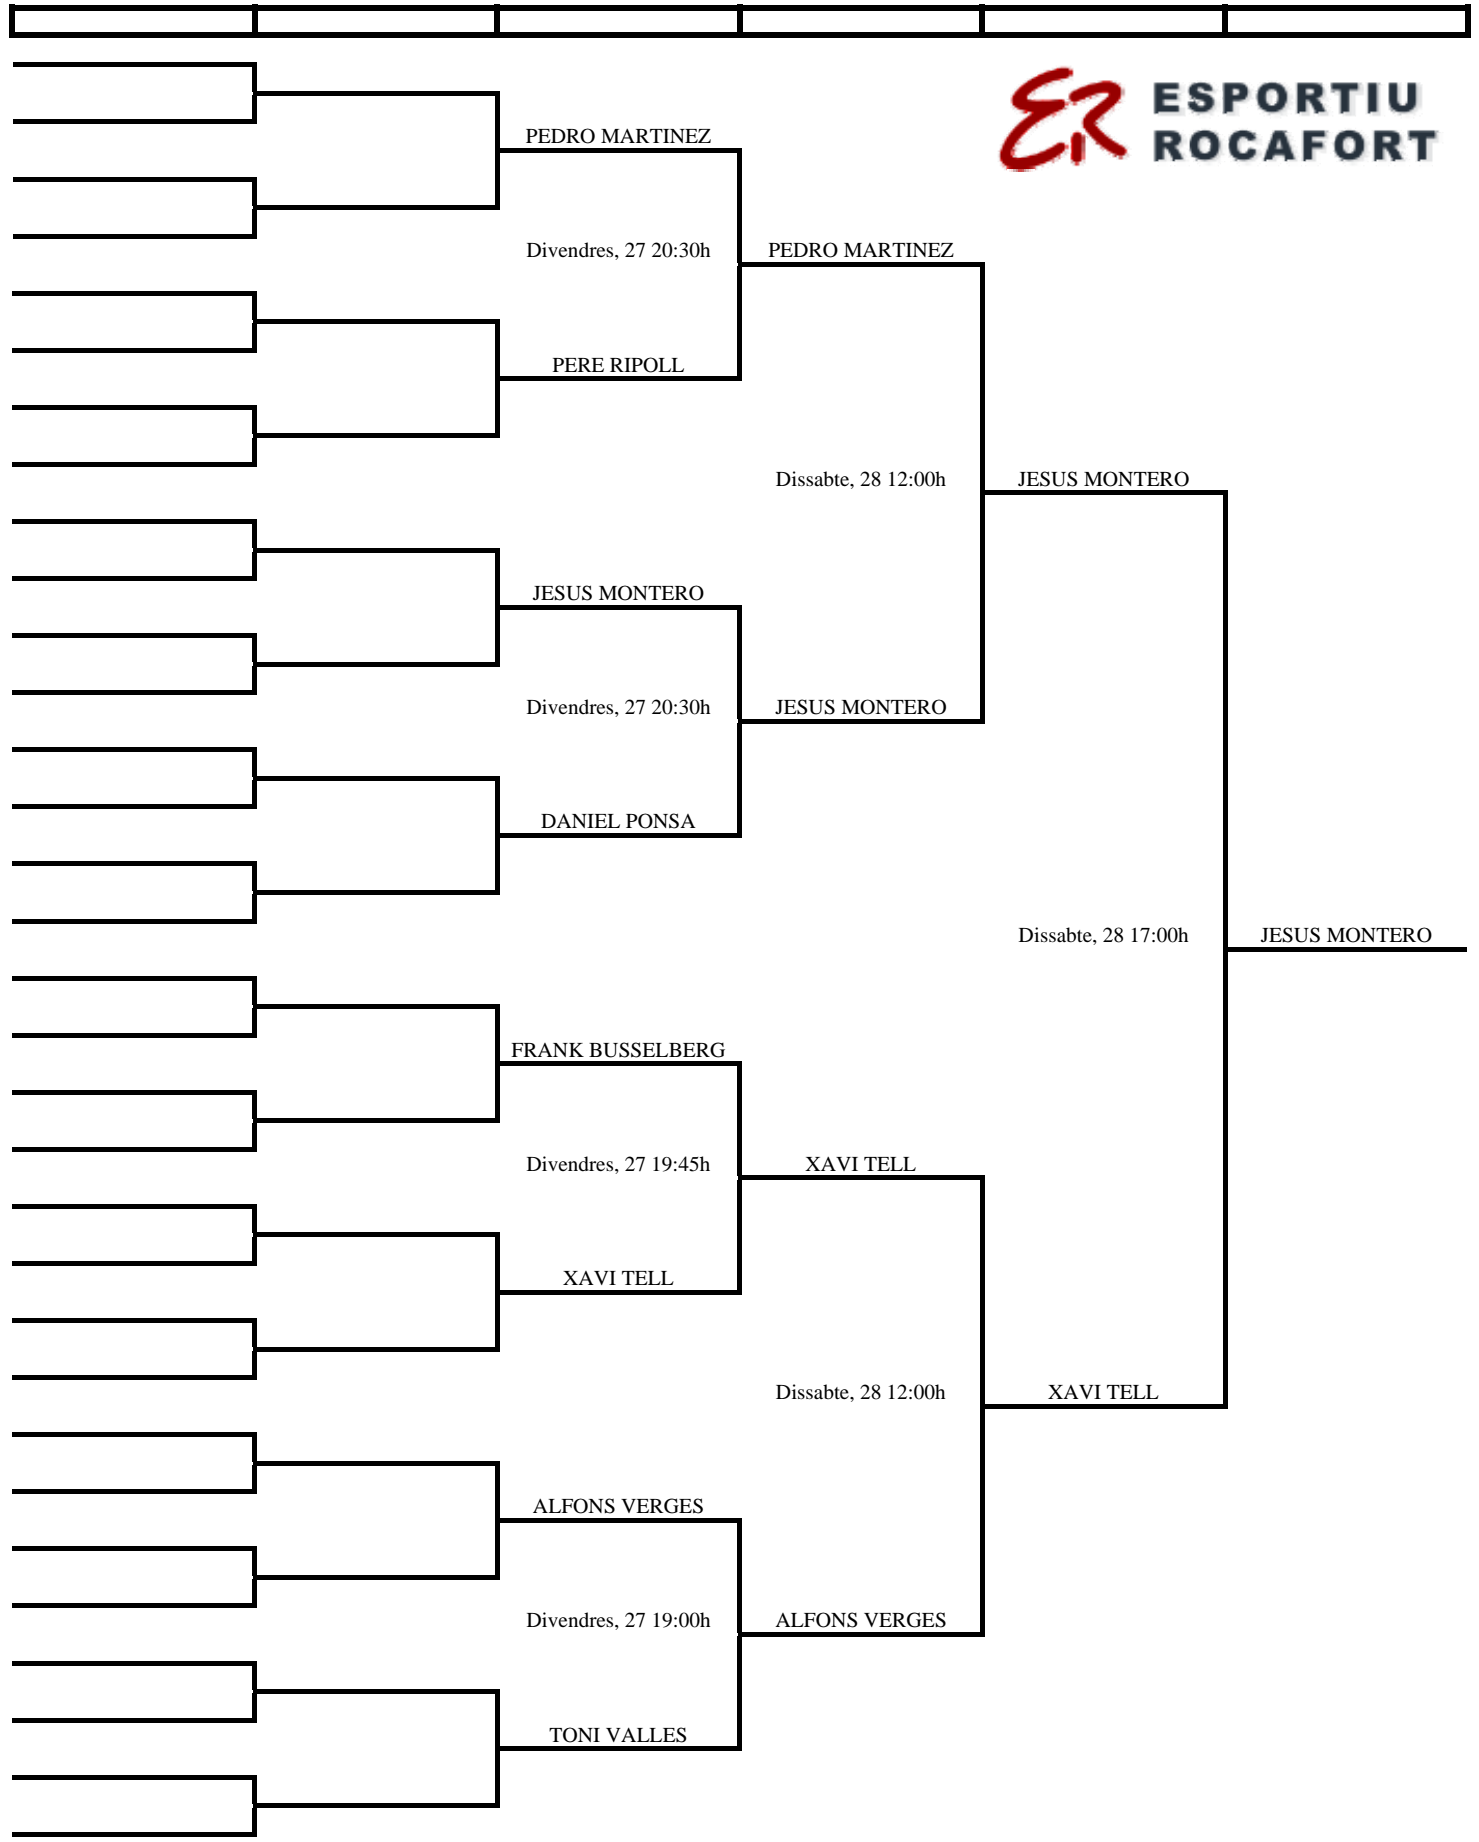 ESPORTIU
ROCAFORT
PEDRO MARTINEZ
Divendres, 27 20:30h
PEDRO MARTINEZ
PERE RIPOLL
Dissabte, 28 12:00h
JESUS MONTERO
JESUS MONTERO
Divendres, 27 20:30h
JESUS MONTERO
DANIEL PONSA
Dissabte, 28 17:00h
JESUS MONTERO
FRANK BUSSELBERG
Divendres, 27 19:45h
XAVI TELL
XAVI TELL
Dissabte, 28 12:00h
XAVI TELL
ALFONS VERGES
Divendres, 27 19:00h
ALFONS VERGES
TONI VALLES